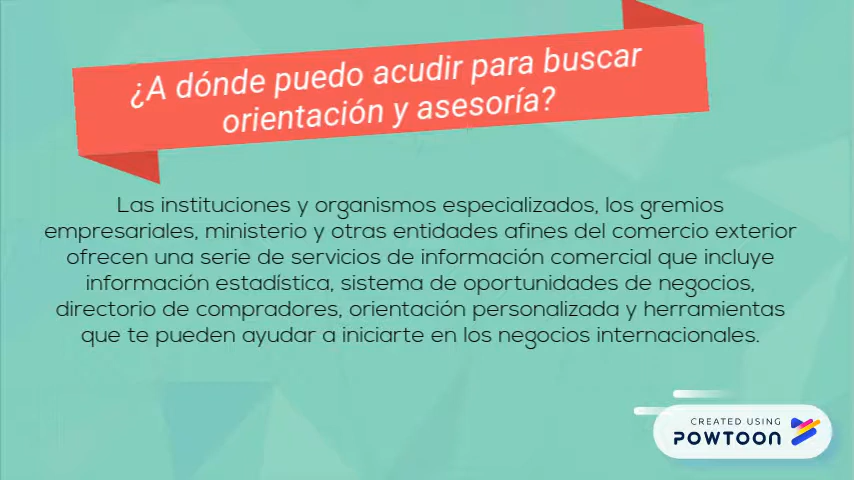 ¿A dónde puedo acudir para buscar
orientación y asesoría?
Las instituciones y organismos especializados, los gremios
empresariales, ministerio y otras entidades afines del comercio exterior
ofrecen una serie de servicios de información comercial que incluye
información estadística, sistema de oportunidades de negocios,
directorio de compradores, orientación personalizada y herramientas
que te pueden ayudar a iniciarte en los negocios internacionales.
CREATED USING
POWTOON